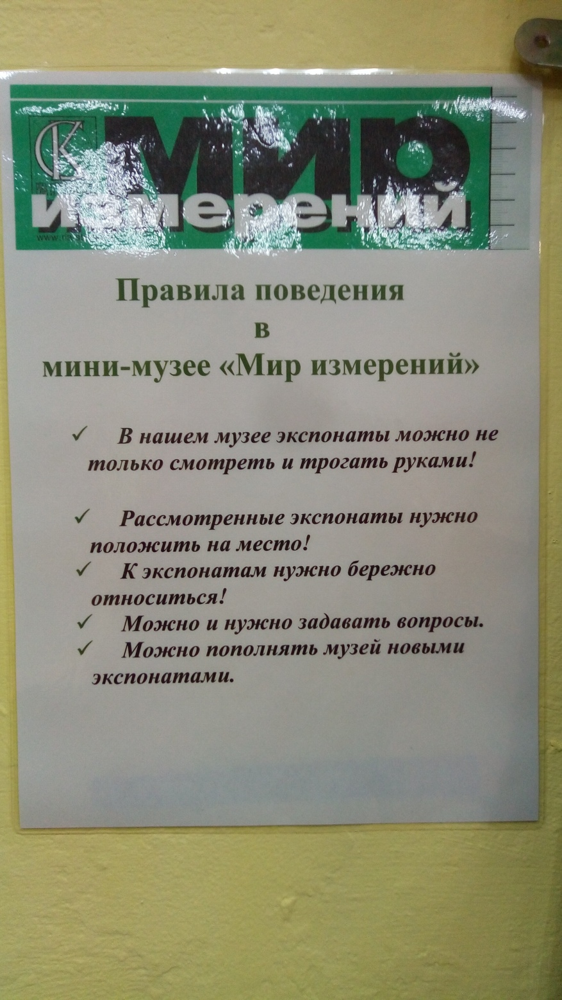 СК
мир
измерений
Правила поведения
в
мини-музее «Мир измерений»
✓ В нашем музее экспонаты можно не
только смотреть и трогать руками!
✓ Рассмотренные экспонаты нужно
положить на место!
✓ К экспонатам нужно бережно
относиться!
✓ Можно и нужно задавать вопросы.
✓ Можно пополнять музей новыми
экспонатами.